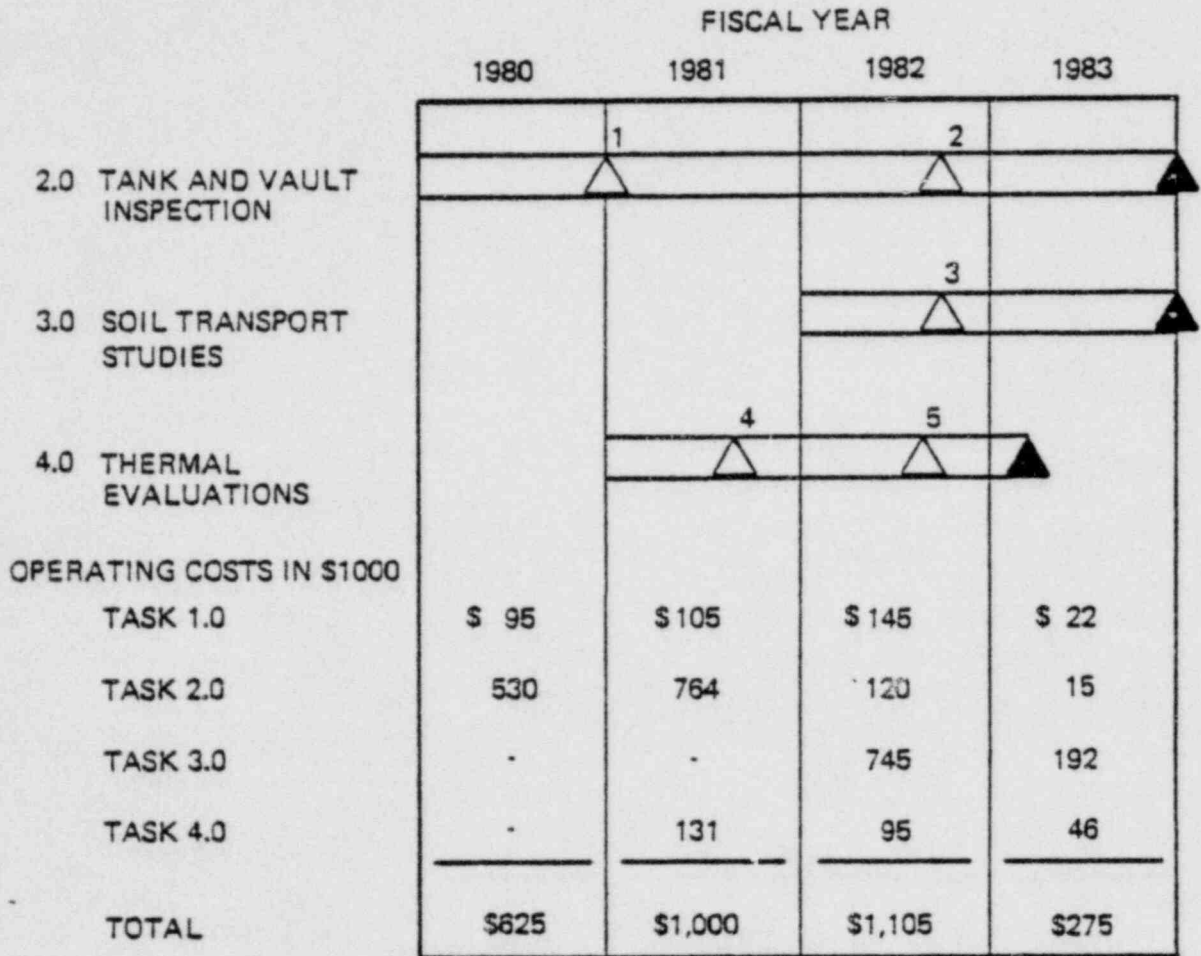 FISCAL YEAR
1980 1981 1982 1983
1 2
2.0 TANK AND VAULT
INSPECTION
3
3.0 SOIL TRANSPORT
STUDIES
4 5
4.0 THERMAL
EVALUATIONS
OPERATING COSTS IN $1000
TASK 1.0 $ 95 $105 $145 $ 22
TASK 2.0 530 764 120 15
TASK 3.0 - - 745 192
TASK 4.0 - 131 95 46
TOTAL $625 $1,000 $1,105 $275